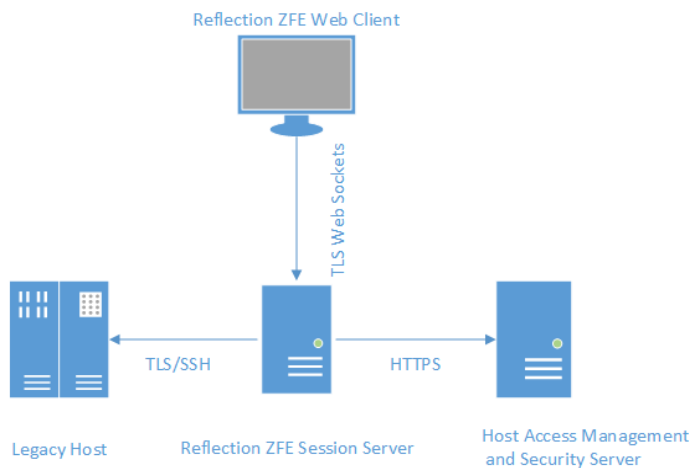 Reflection ZFE Web Client
TLS Web Sockets
TLS/SSH
HTTPS
Legacy Host
Reflection ZFE Session Server
Host Access Management
and Security Server